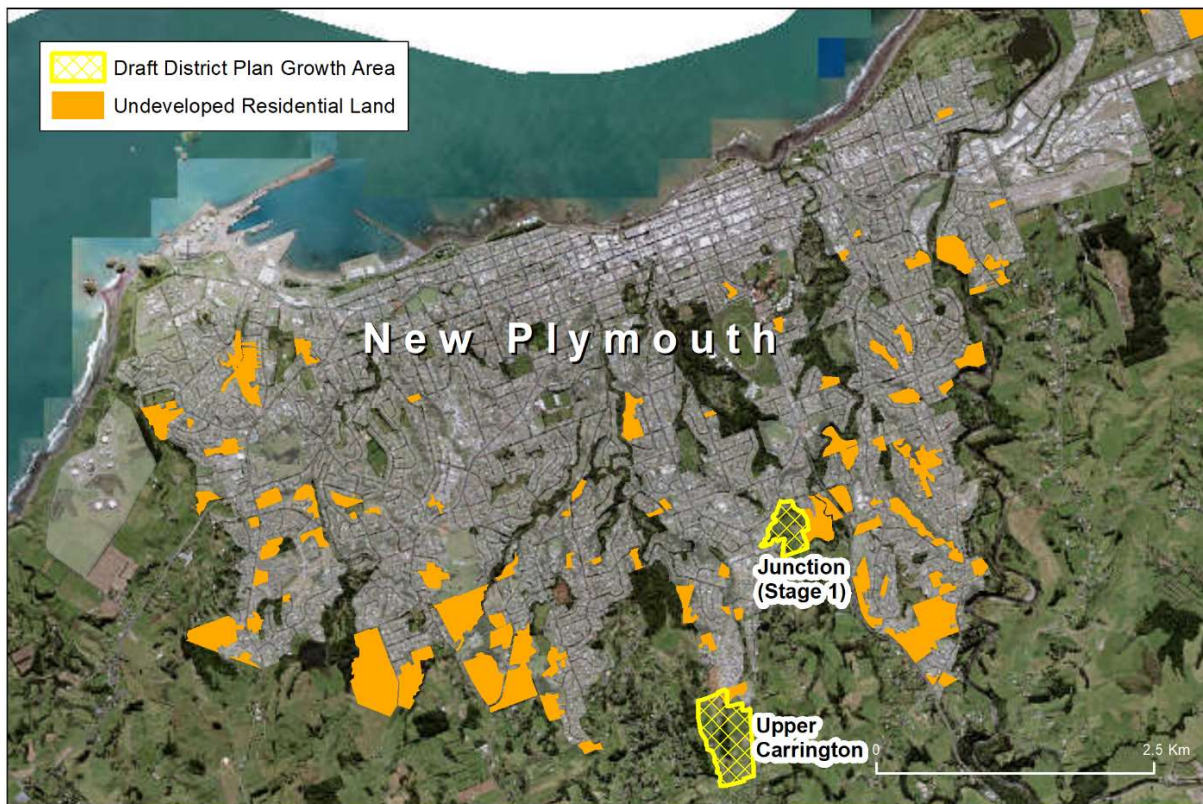 Draft District Plan Growth Area
Undeveloped Residential Land
New Plymouth
Junction
(Stage 1)
Upper
Carrington
0 2.5 Km